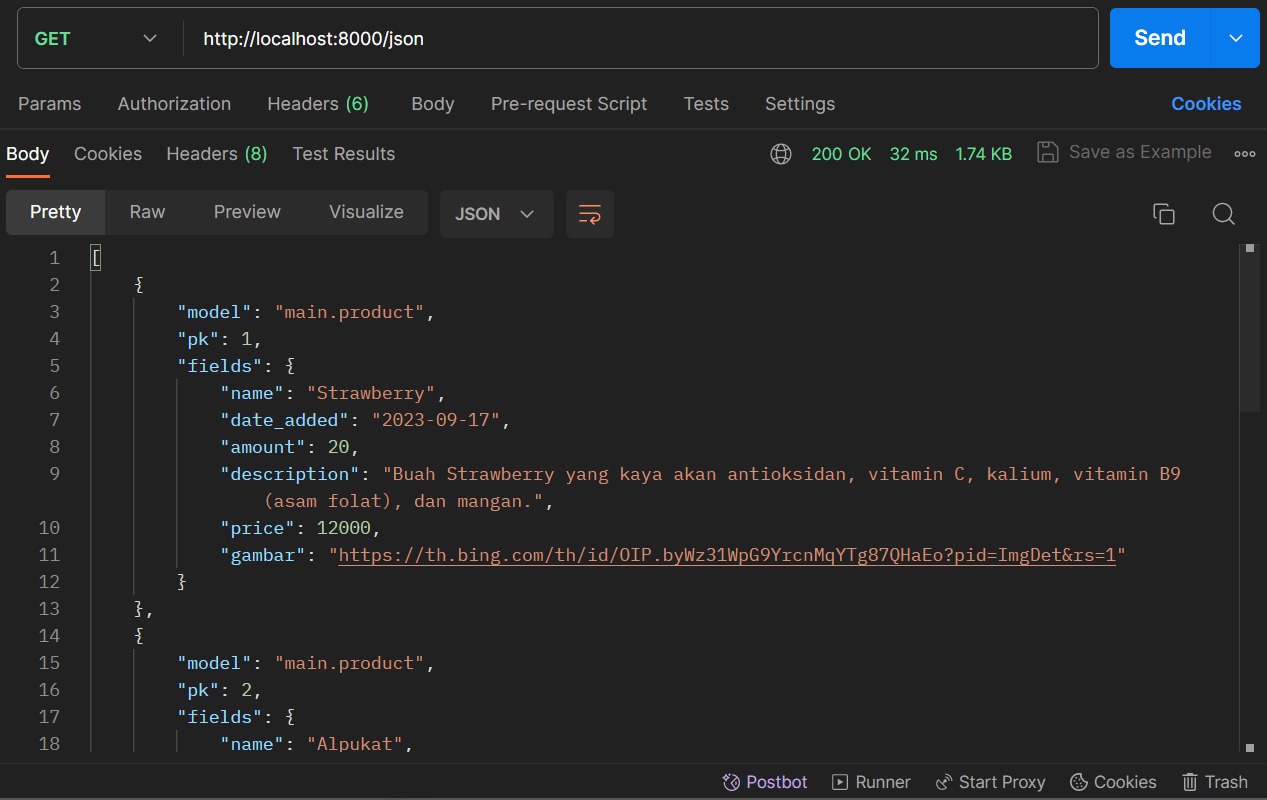 GET http://localhost:8000/json Send
Params Authorization Headers (6) Body Pre-request Script Tests Settings Cookies
Body Cookies Headers (8) Test Results 200 OK 32 ms 1.74 KB Save as Example
Pretty Raw Preview Visualize JSON
1 [
2 {
3 "model": "main.product",
4 "pk": 1,
5 "fields": {
6 "name": "Strawberry",
7 "date_added": "2023-09-17",
8 "amount": 20,
9 "description": "Buah Strawberry yang kaya akan antioksidan, vitamin C, kalium, vitamin B9
(asam folat), dan mangan.",
10 "price": 12000,
11 "gambar": "https://th.bing.com/th/id/OIP.byWz31WpG9YrcnMqYTg87QHaEo?pid=ImgDet&rs=1"
12 }
13 },
14 {
15 "model": "main.product",
16 "pk": 2,
17 "fields": {
18 "name": "Alpukat",
Postbot Runner Start Proxy Cookies Trash